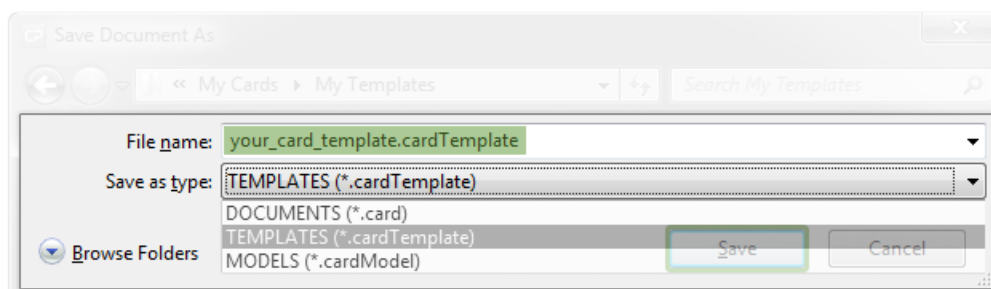 Save Document As
« My Cards ▸ My Templates Search My Templates
File name: your_card_template.cardTemplate
Save as type: TEMPLATES (*.cardTemplate)
DOCUMENTS (*.card)
TEMPLATES (*.cardTemplate)
Browse Folders Save Cancel
MODELS (*.cardModel)